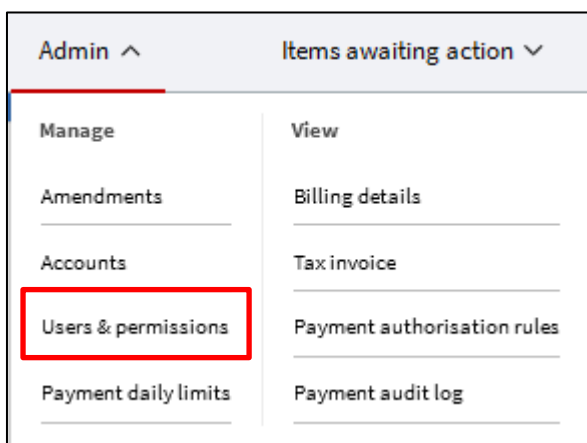 Admin
Items awaiting action
Manage
View
Amendments
Billing details
Accounts
Tax invoice
Users & permissions
Payment authorisation rules
Payment daily limits
Payment audit log